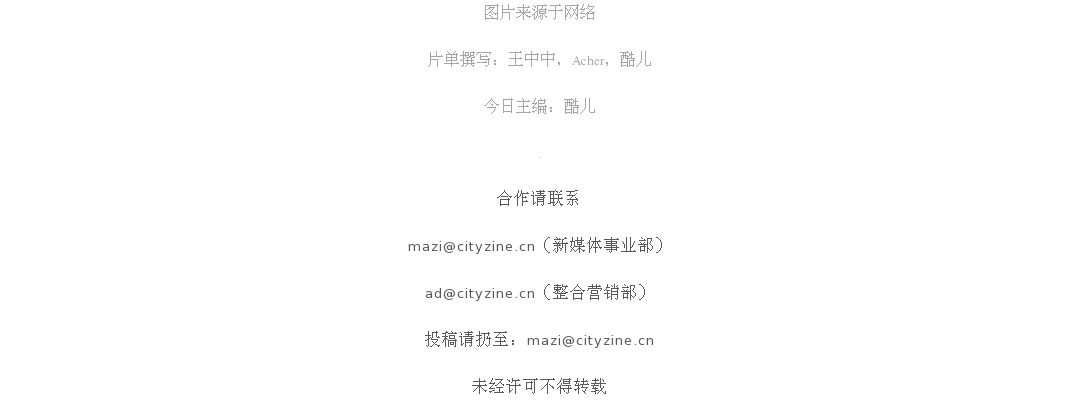 图片来源于网络
片单撰写：王中中，Acher，酷儿
今日主编：酷儿
.
合作请联系
mazi@cityzine.cn（新媒体事业部）
ad@cityzine.cn（整合营销部）
投稿请扔至：mazi@cityzine.cn
未经许可不得转载